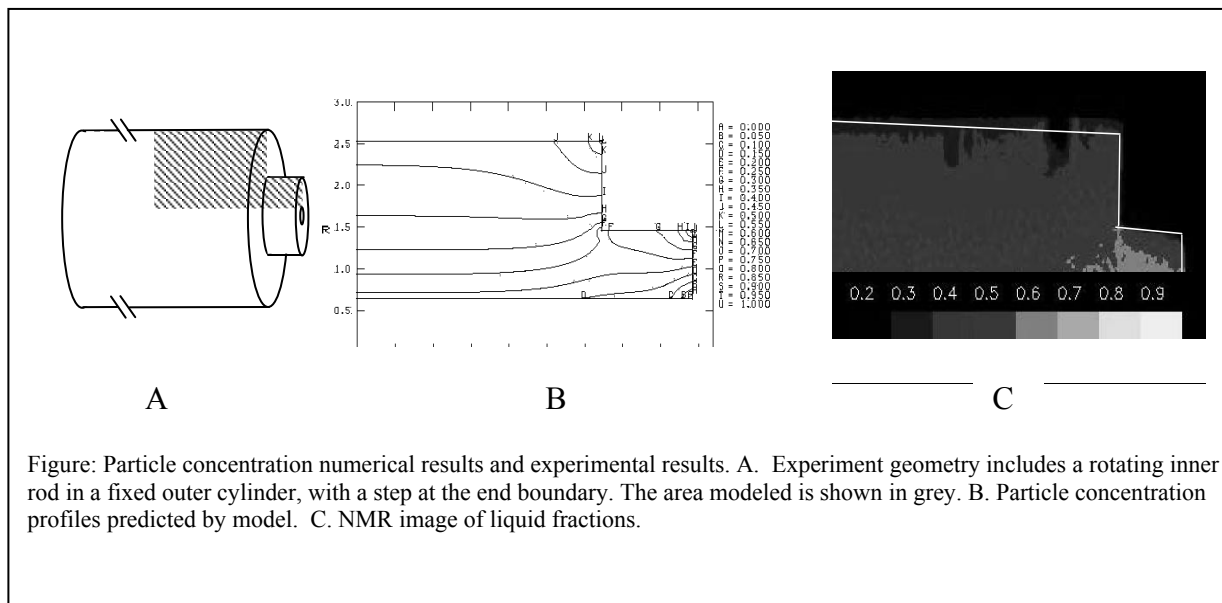 3.0.
2.5
2.0
R 1.5
1.0
0.5.
J K L
K
J
I
H
G
F F G H I J
D C B
A = 0.000
B = 0.050
C = 0.100
D = 0.150
E = 0.200
F = 0.250
G = 0.300
H = 0.350
I = 0.400
J = 0.450
K = 0.500
L = 0.550
M = 0.600
N = 0.650
O = 0.700
P = 0.750
Q = 0.800
R = 0.850
S = 0.900
T = 0.950
U = 1.000
0.2 0.3 0.4 0.5 0.6 0.7 0.8 0.9
A
B
C
Figure: Particle concentration numerical results and experimental results. A. Experiment geometry includes a rotating inner
rod in a fixed outer cylinder, with a step at the end boundary. The area modeled is shown in grey. B. Particle concentration
profiles predicted by model. C. NMR image of liquid fractions.